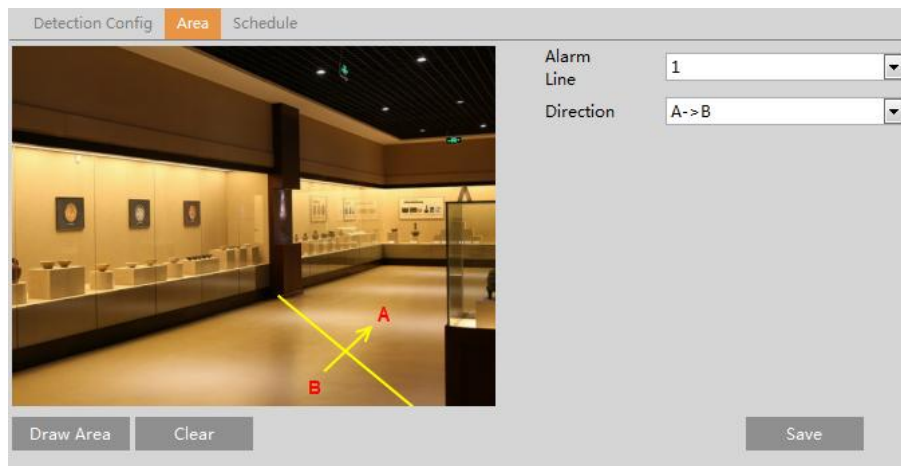 Detection Config Area Schedule
Alarm
Line
1
Direction
A->B
A
B
Draw Area Clear Save